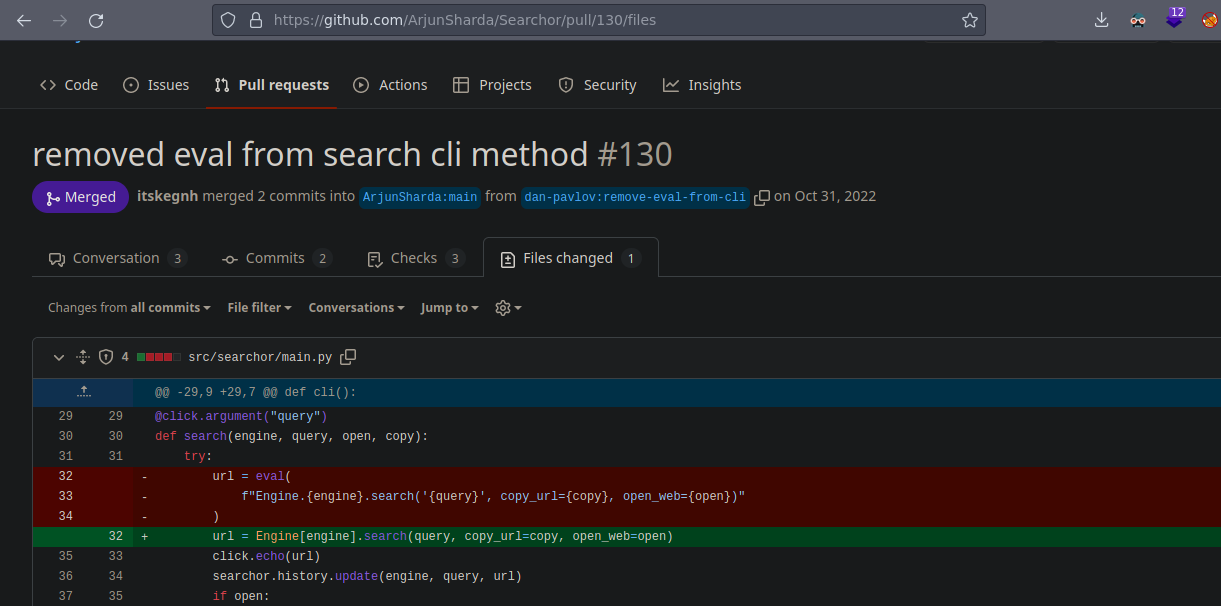 https://github.com/ArjunSharda/Searchor/pull/130/files
12
Code Issues Pull requests Actions Projects Security Insights
removed eval from search cli method #130
Merged itskegnh merged 2 commits into ArjunSharda:main from dan-pavlov:remove-eval-from-cli on Oct 31, 2022
Conversation 3 Commits 2 Checks 3 Files changed 1
Changes from all commits File filter Conversations Jump to
4 src/searchor/main.py
@@ -29,9 +29,7 @@ def cli():
29 29 @click.argument("query")
30 30 def search(engine, query, open, copy):
31 31 try:
32 - url = eval(
33 - f"Engine.{engine}.search('{query}', copy_url={copy}, open_web={open})"
34 - )
32 + url = Engine[engine].search(query, copy_url=copy, open_web=open)
35 33 click.echo(url)
36 34 searchor.history.update(engine, query, url)
37 35 if open: